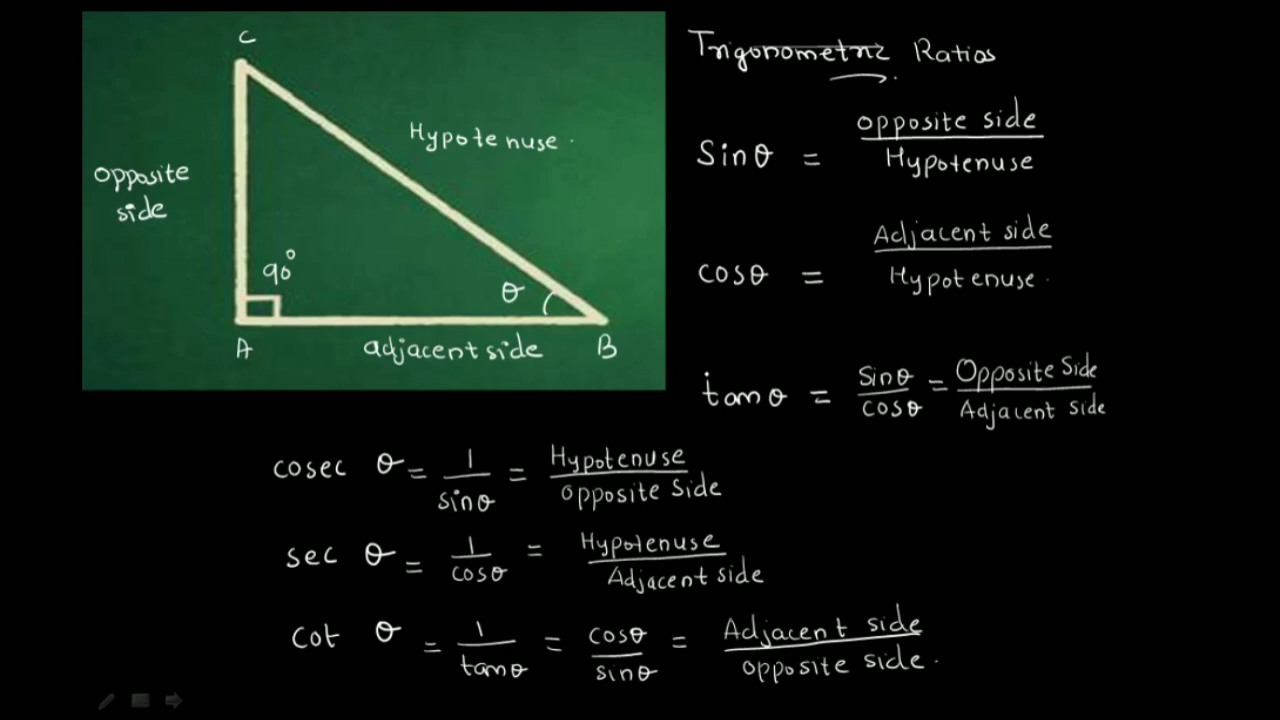 C
Hypotenuse
opposite
side
90°
θ
A
adjacent side
B
Trigonometric Ratios
Sinθ = opposite side / Hypotenuse
cosθ = Adjacent side / Hypotenuse
tanθ = Sinθ / cosθ = Opposite Side / Adjacent side
cosec θ = 1 / sinθ = Hypotenuse / opposite side
sec θ = 1 / cosθ = Hypotenuse / Adjacent side
cot θ = 1 / tanθ = cosθ / sinθ = Adjacent side / opposite side.